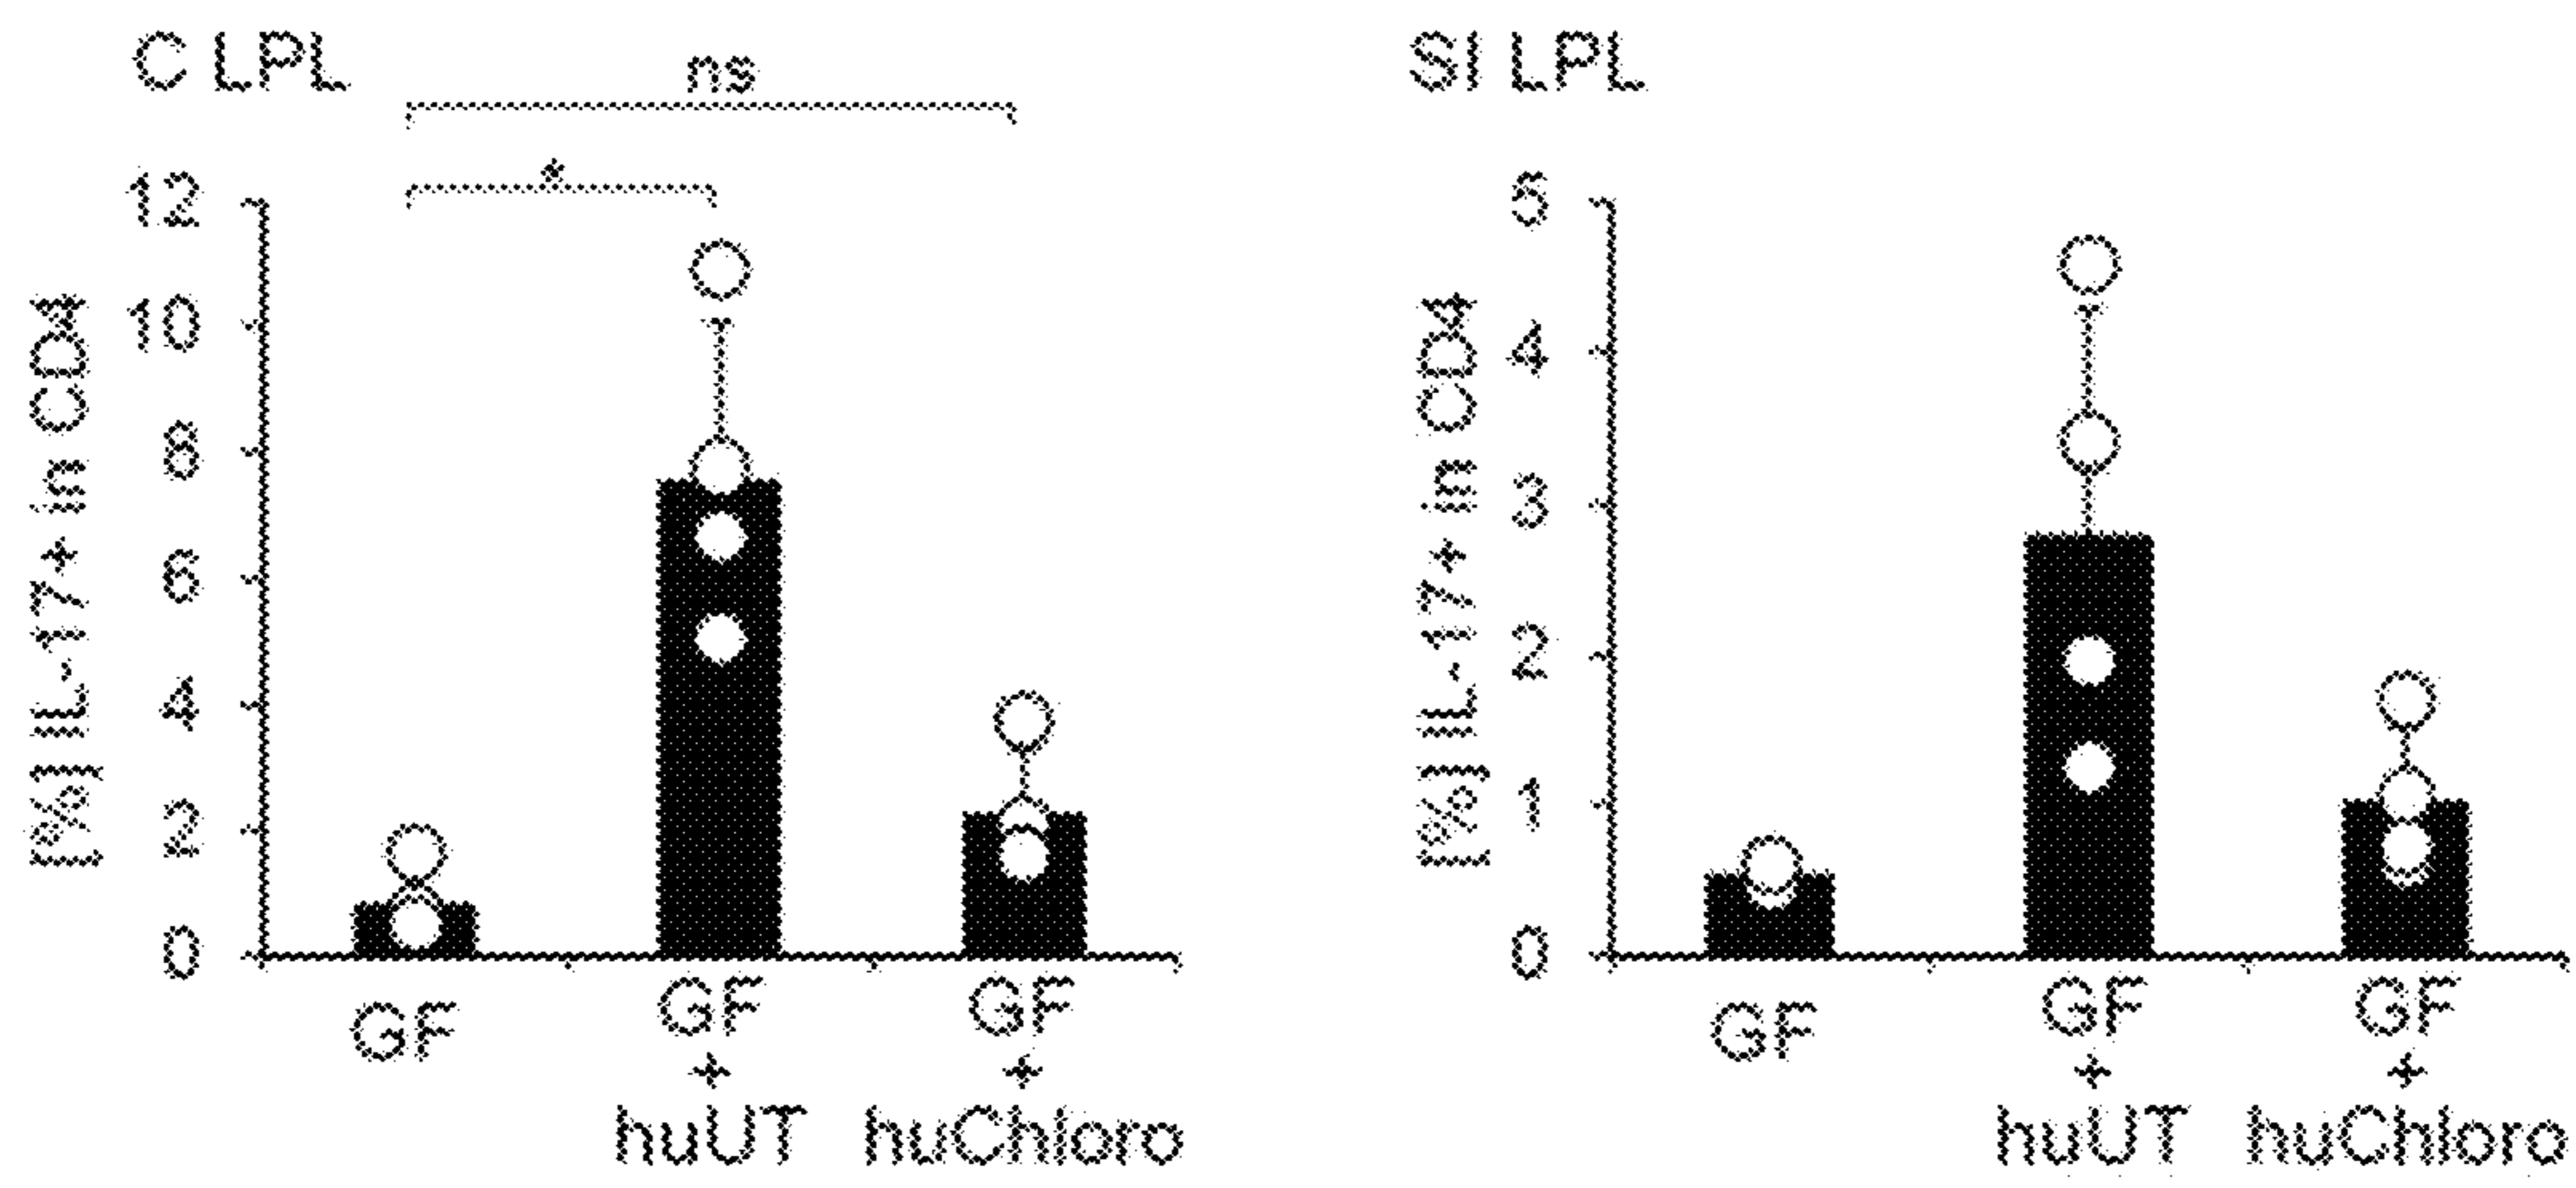 C LPL
ns
*
12
10
8
6
4
2
0
[%] IL-17+ in CD4
GF
GF
+
huUT
GF
+
huChloro
SI LPL
5
4
3
2
1
0
[%] IL-17+ in CD4
GF
GF
+
huUT
GF
+
huChloro